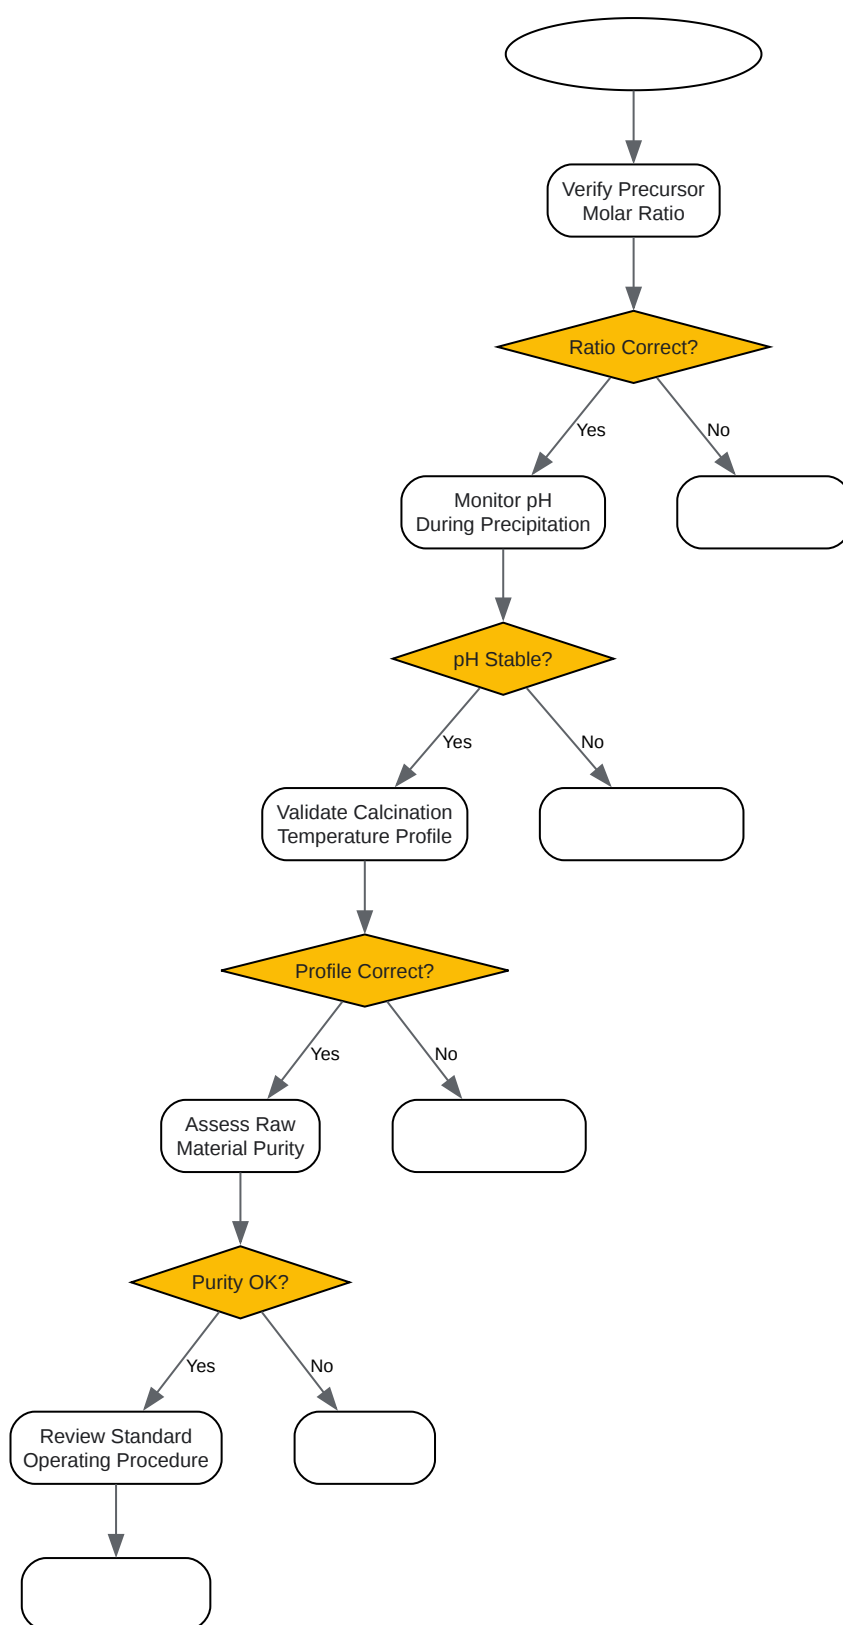 Verify Precursor
Molar Ratio
Ratio Correct?
Yes
No
Monitor pH
During Precipitation
pH Stable?
Yes
No
Validate Calcination
Temperature Profile
Profile Correct?
Yes
No
Assess Raw
Material Purity
Purity OK?
Yes
No
Review Standard
Operating Procedure